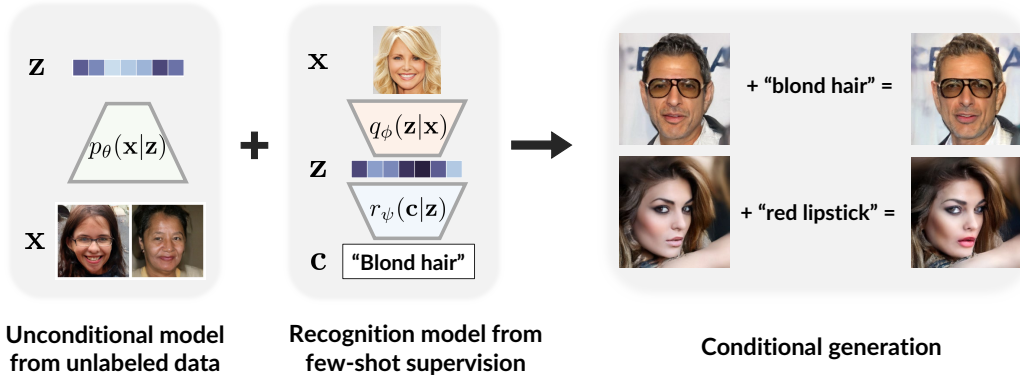 z
pθ(x|z)
x
Unconditional model
from unlabeled data
+
x
qϕ(z|x)
z
rψ(c|z)
c
“Blond hair”
Recognition model from
few-shot supervision
+ “blond hair” =
+ “red lipstick” =
Conditional generation